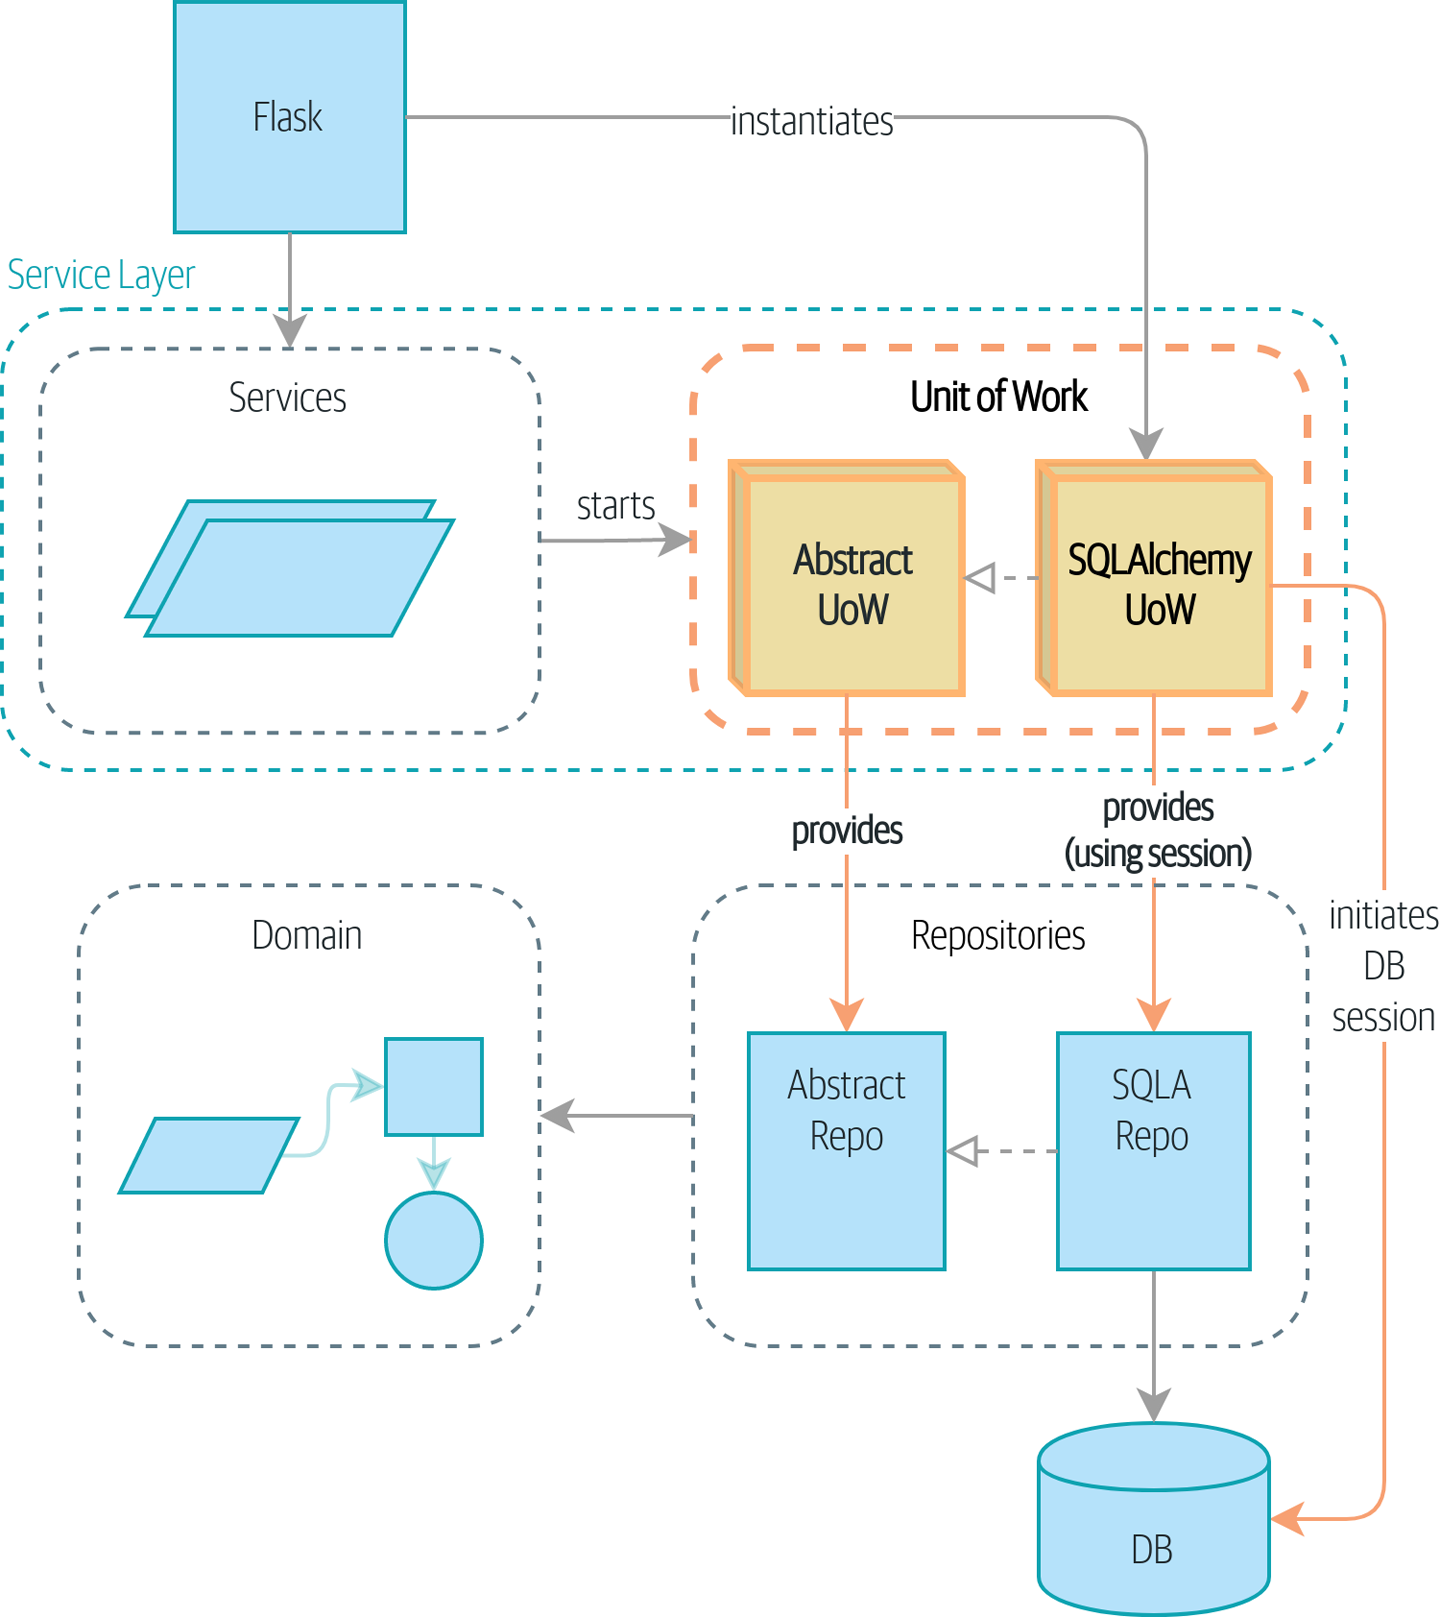 Flask
instantiates
Service Layer
Services
Unit of Work
starts
Abstract
UoW
SQLAlchemy
UoW
provides
provides
(using session)
initiates
DB
session
Domain
Repositories
Abstract
Repo
SQLA
Repo
DB